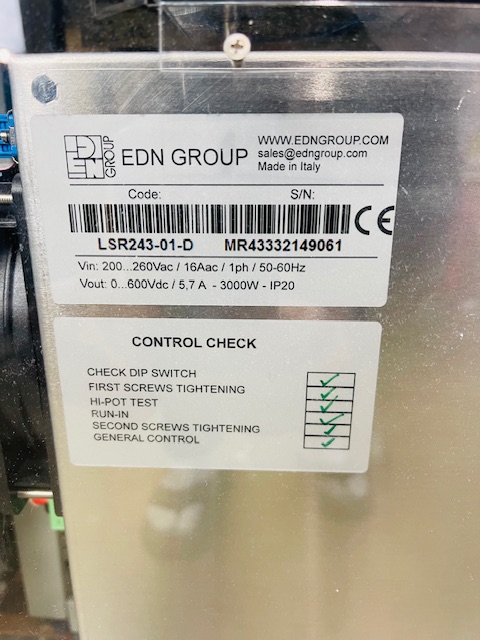 EDN GROUP
EDN GROUP
WWW.EDNGROUP.COM
sales@edngroup.com
Made in Italy
Code: S/N:
CE
LSR243-01-D MR43332149061
Vin: 200...260Vac / 16Aac / 1ph / 50-60Hz
Vout: 0...600Vdc / 5,7 A - 3000W - IP20
CONTROL CHECK
CHECK DIP SWITCH
FIRST SCREWS TIGHTENING
HI-POT TEST
RUN-IN
SECOND SCREWS TIGHTENING
GENERAL CONTROL